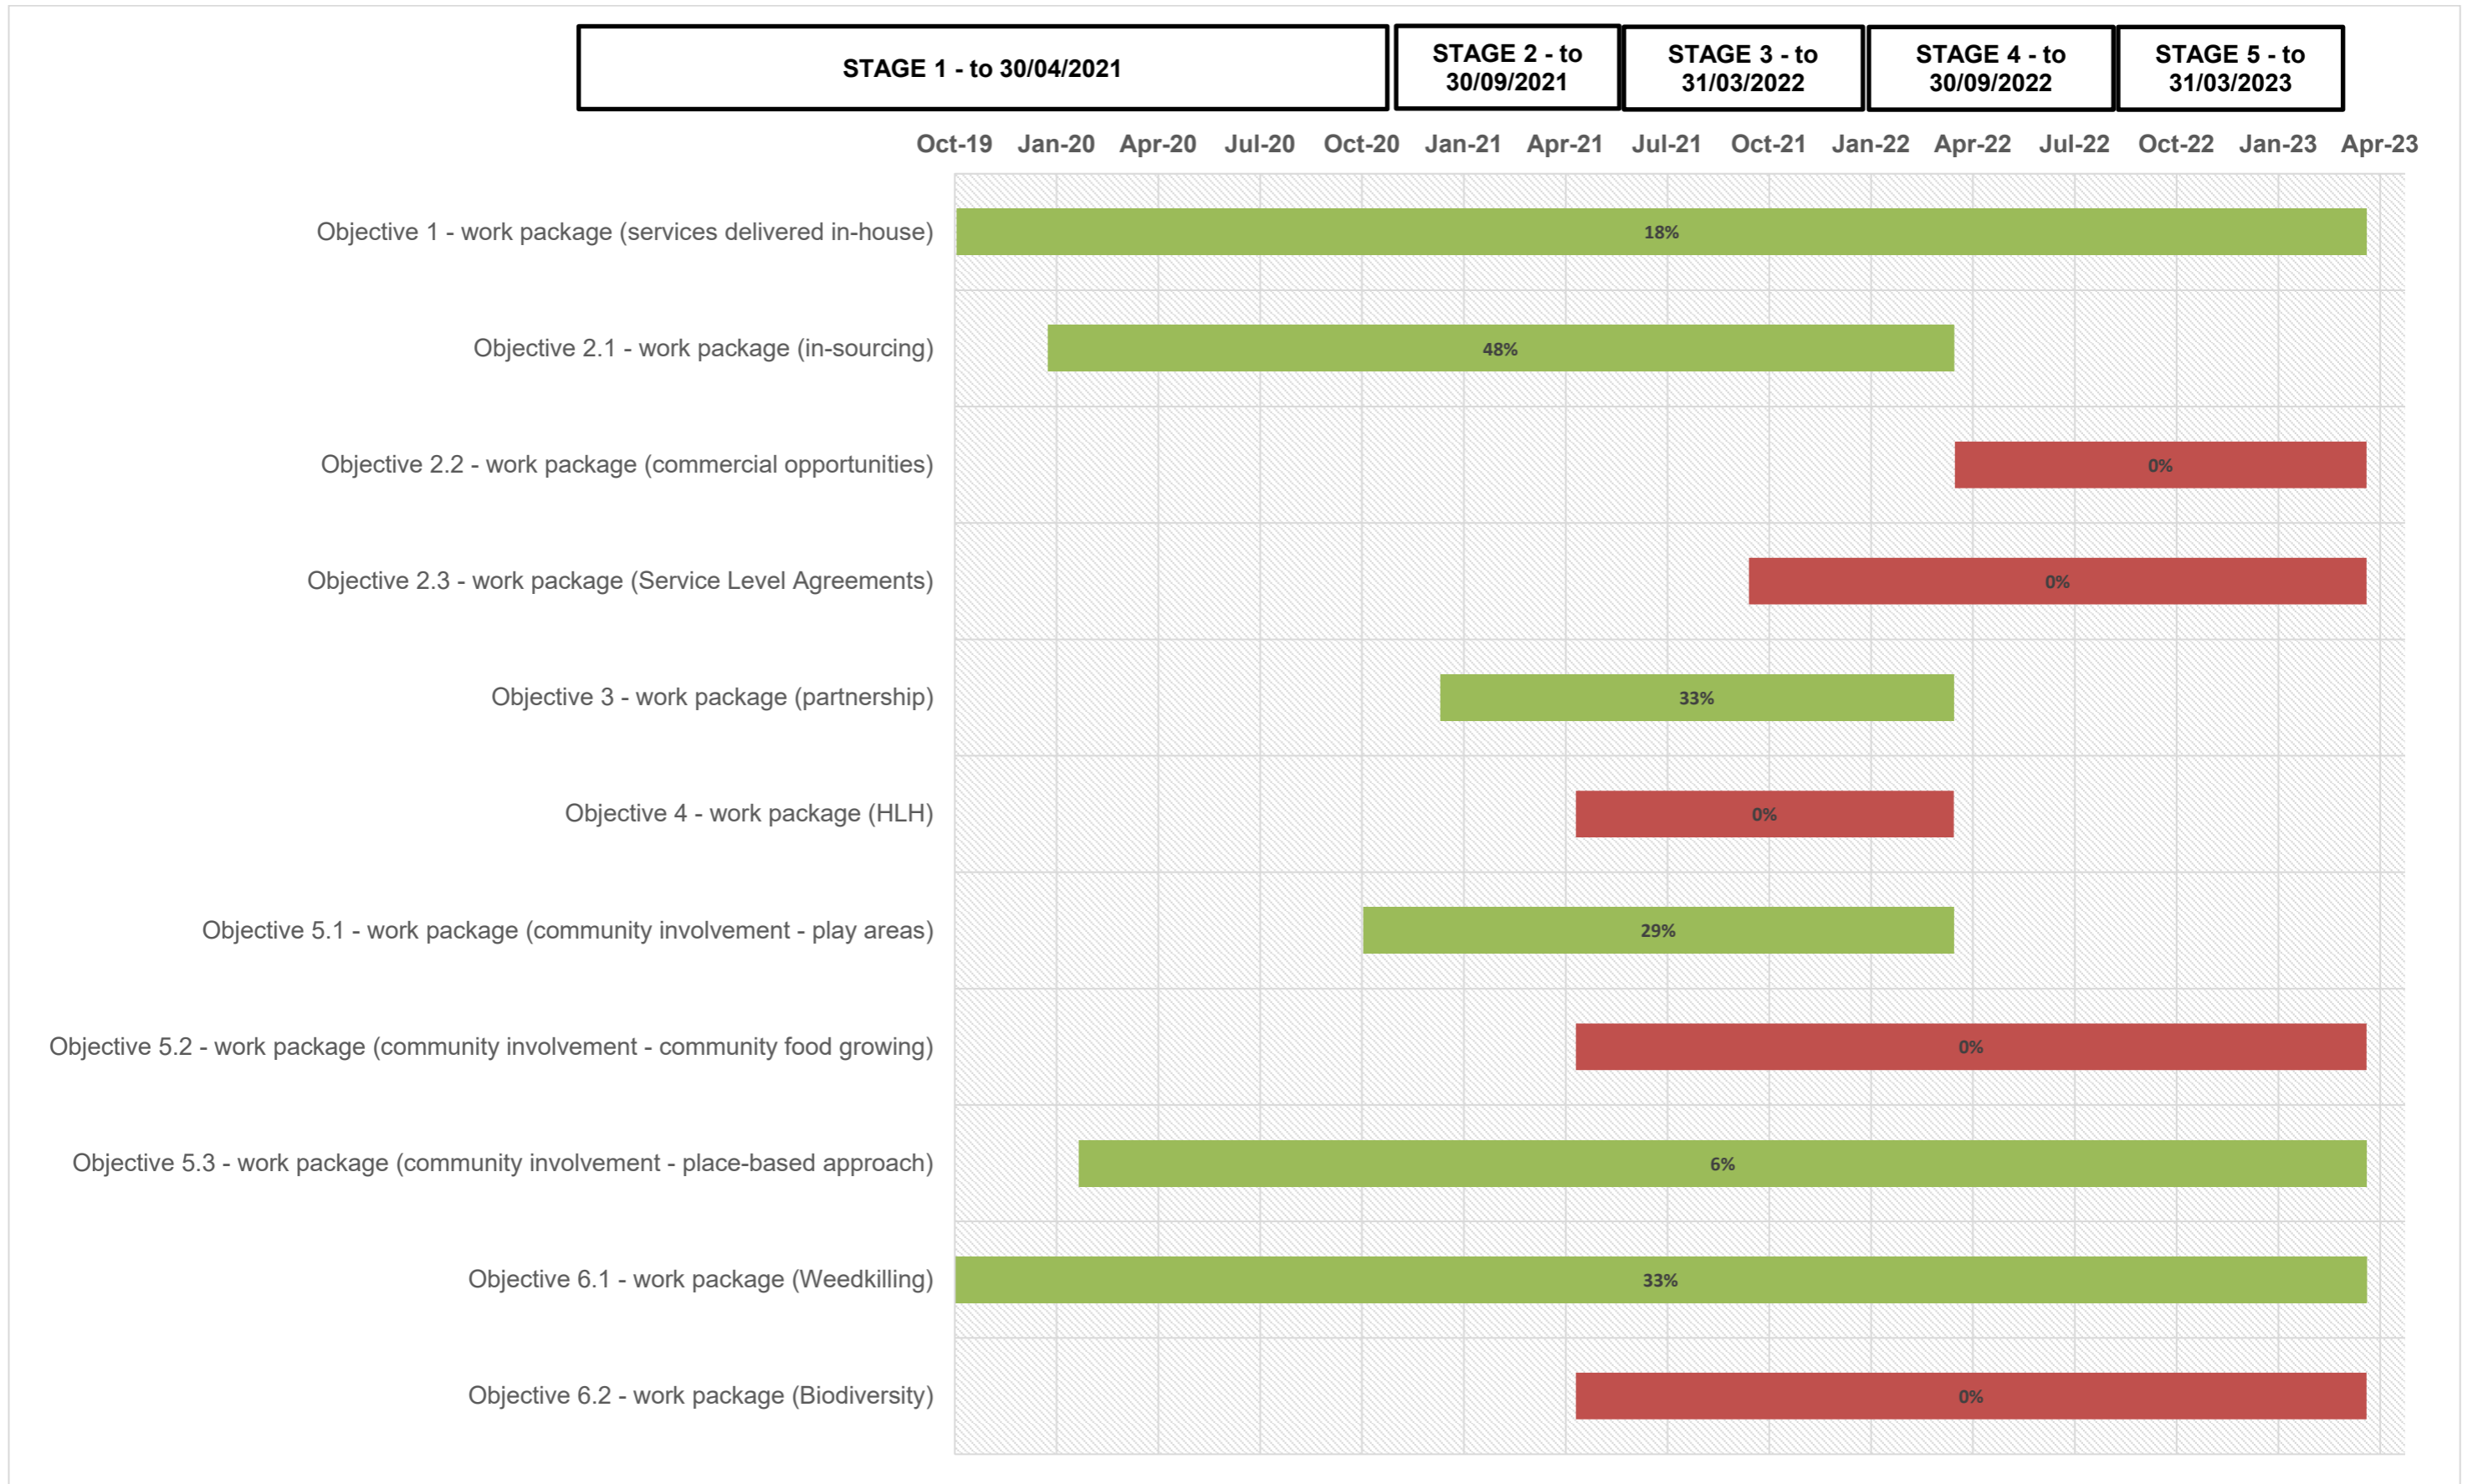 STAGE 1 - to 30/04/2021
STAGE 2 - to
30/09/2021
STAGE 3 - to
31/03/2022
STAGE 4 - to
30/09/2022
STAGE 5 - to
31/03/2023
Oct-19 Jan-20 Apr-20 Jul-20 Oct-20 Jan-21 Apr-21 Jul-21 Oct-21 Jan-22 Apr-22 Jul-22 Oct-22 Jan-23 Apr-23
Objective 1 - work package (services delivered in-house) 18%
Objective 2.1 - work package (in-sourcing) 48%
Objective 2.2 - work package (commercial opportunities) 0%
Objective 2.3 - work package (Service Level Agreements) 0%
Objective 3 - work package (partnership) 33%
Objective 4 - work package (HLH) 0%
Objective 5.1 - work package (community involvement - play areas) 29%
Objective 5.2 - work package (community involvement - community food growing) 0%
Objective 5.3 - work package (community involvement - place-based approach) 6%
Objective 6.1 - work package (Weedkilling) 33%
Objective 6.2 - work package (Biodiversity) 0%